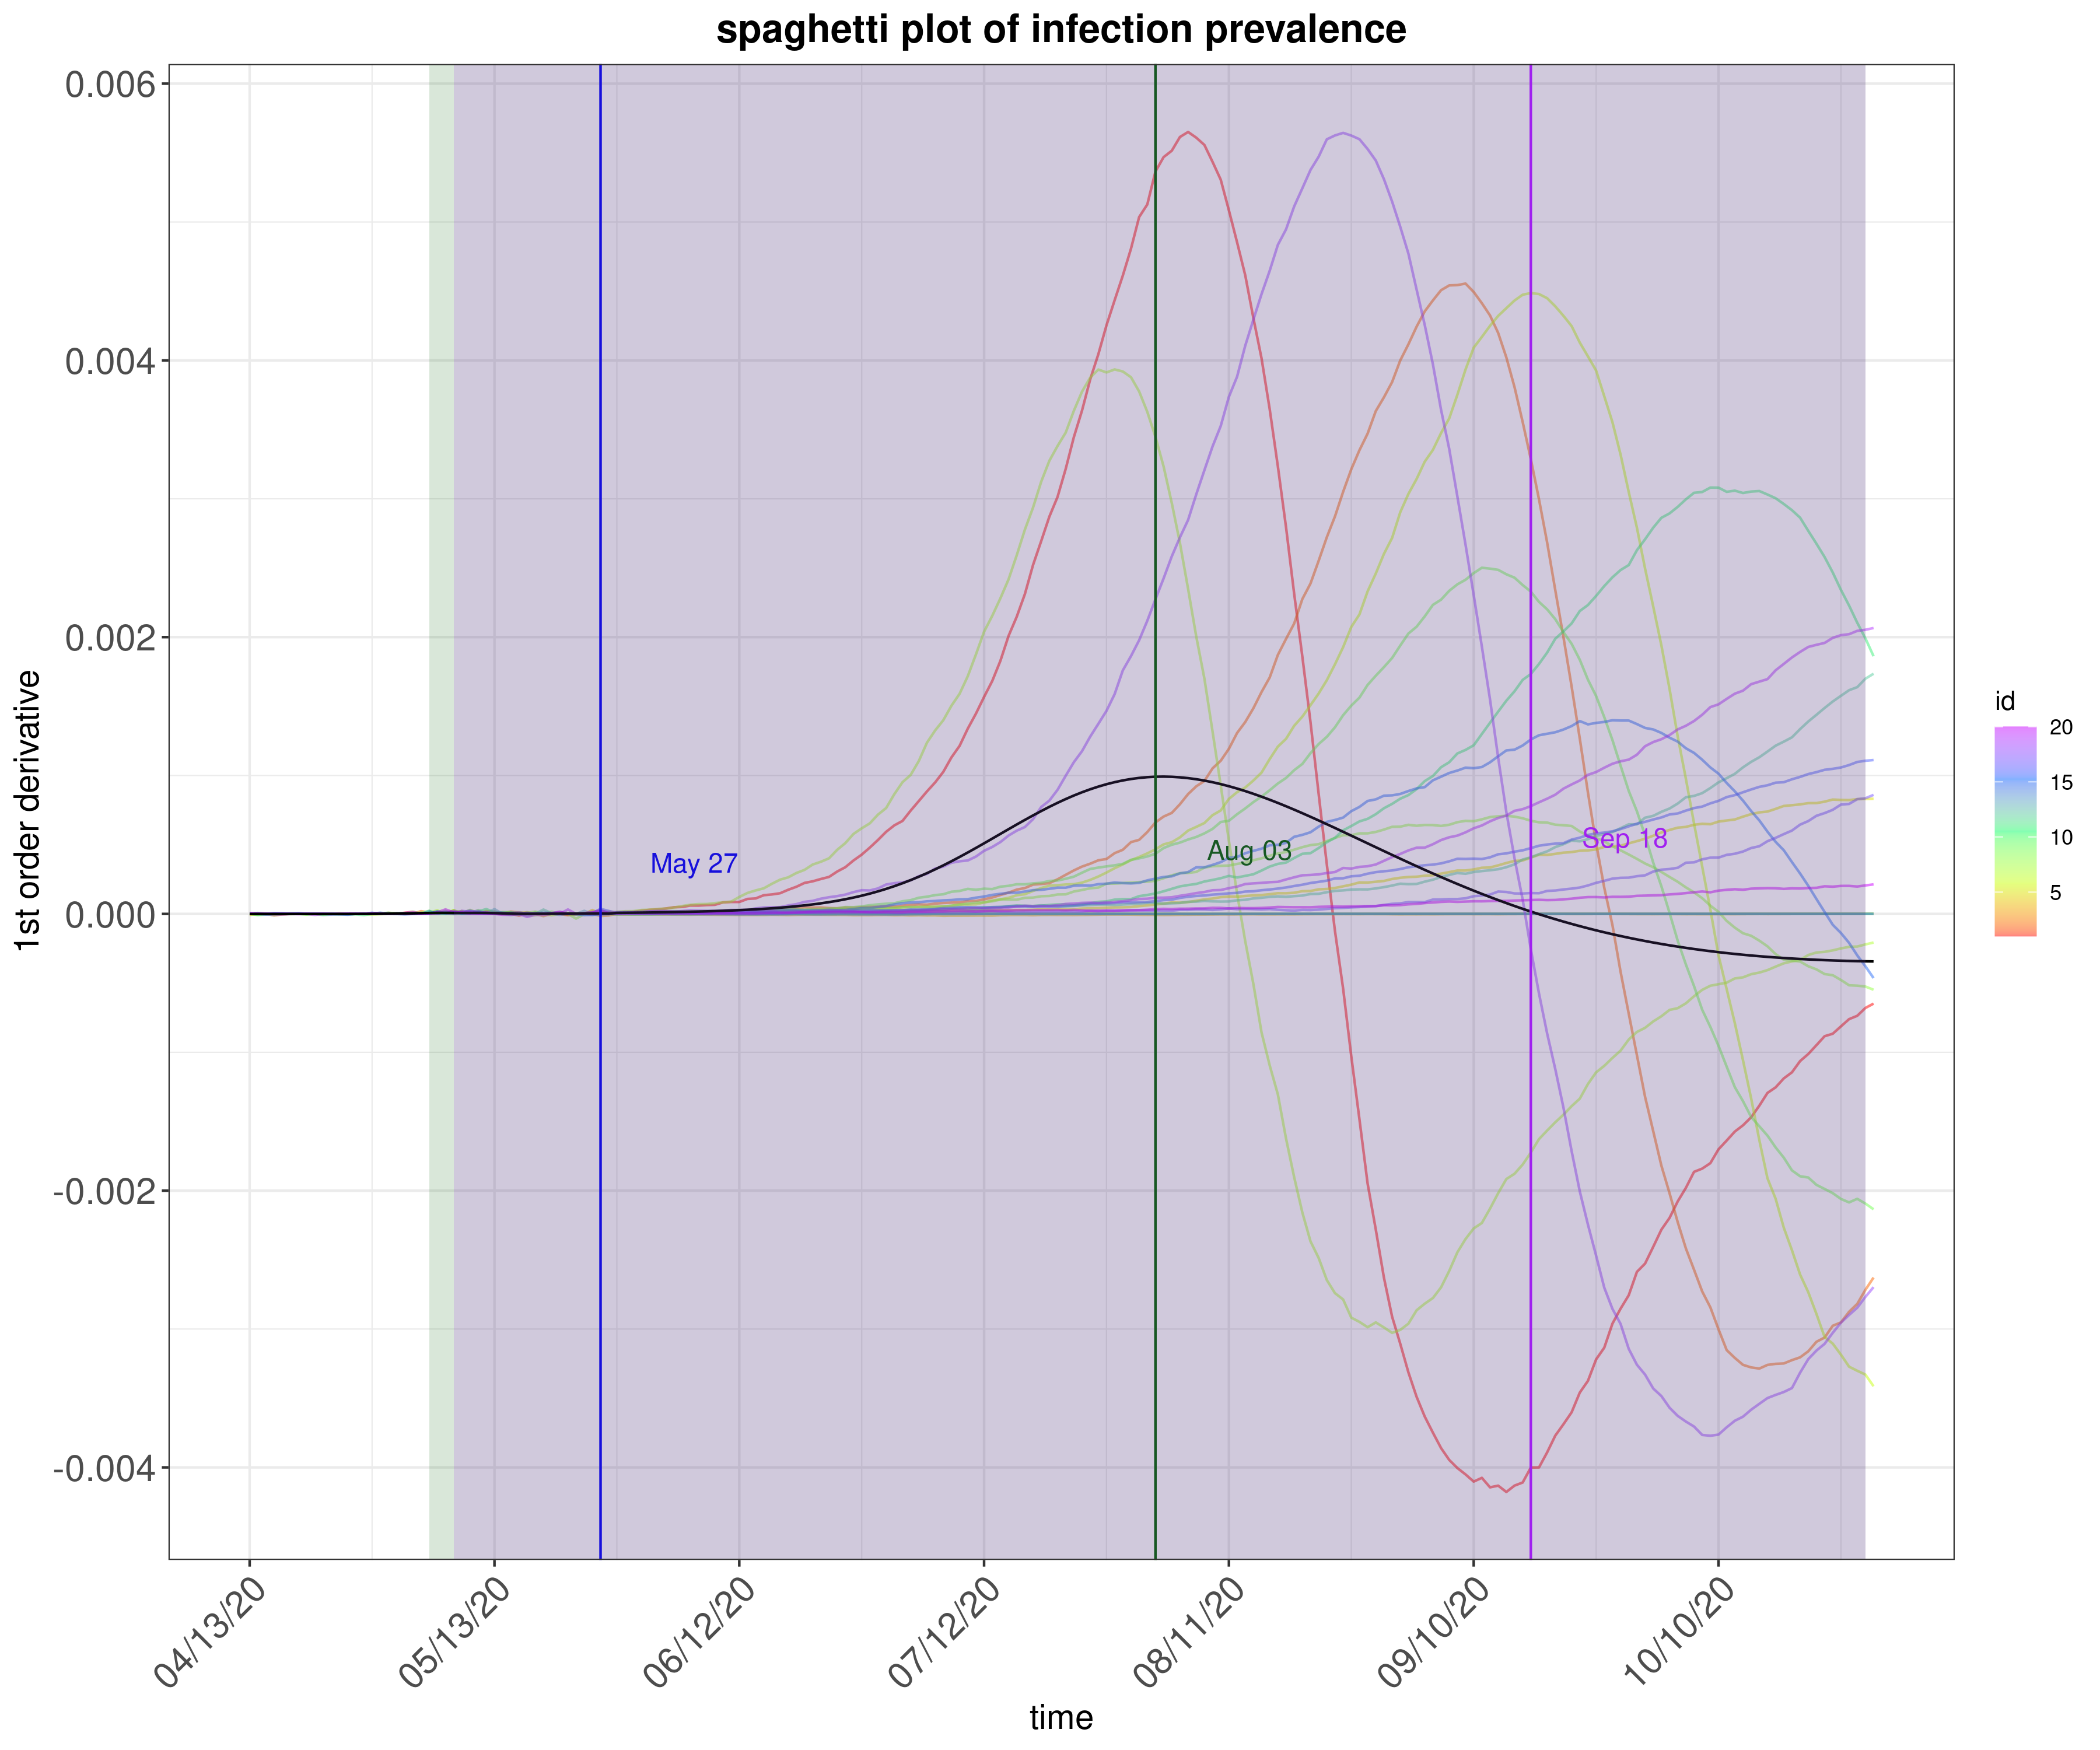 spaghetti plot of infection prevalence
1st order derivative
0.006
0.004
0.002
0.000
-0.002
-0.004
May 27
Aug 03
Sep 18
04/13/20
05/13/20
06/12/20
07/12/20
08/11/20
09/10/20
10/10/20
time
id
20
15
10
5